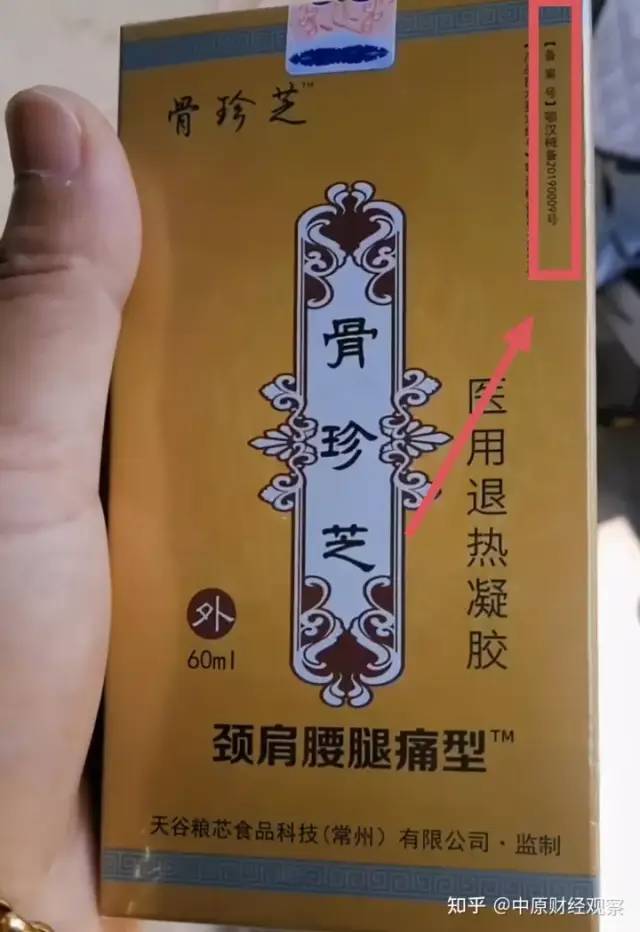 骨珍芝™
【备案号】鄂汉械备20190009号
骨珍芝
医用退热凝胶
外
60ml
颈肩腰腿痛型™
天谷粮芯食品科技(常州)有限公司·监制
知乎 @中原财经观察